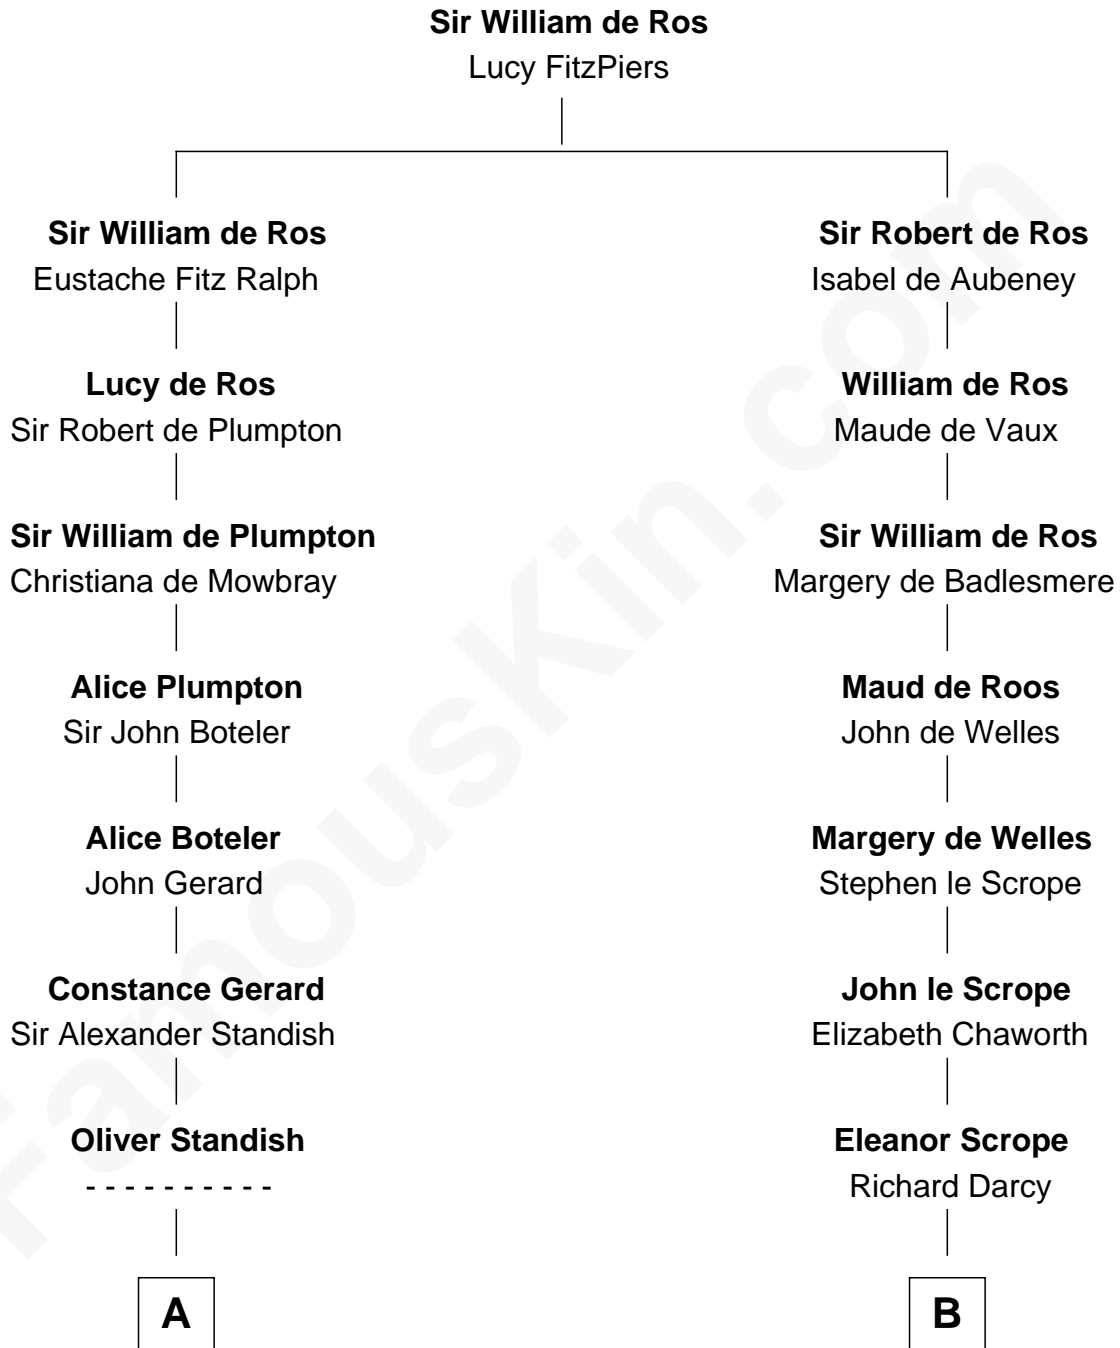 Sir William de Ros
Lucy FitzPiers
Sir William de Ros
Eustache Fitz Ralph
Sir Robert de Ros
Isabel de Aubeney
Lucy de Ros
Sir Robert de Plumpton
William de Ros
Maude de Vaux
Sir William de Plumpton
Christiana de Mowbray
Sir William de Ros
Margery de Badlesmere
Alice Plumpton
Sir John Boteler
Maud de Roos
John de Welles
Alice Boteler
John Gerard
Margery de Welles
Stephen le Scrope
Constance Gerard
Sir Alexander Standish
John le Scrope
Elizabeth Chaworth
Oliver Standish
- - - - - - - - - -
Eleanor Scrope
Richard Darcy
A
B
FamousKin.com